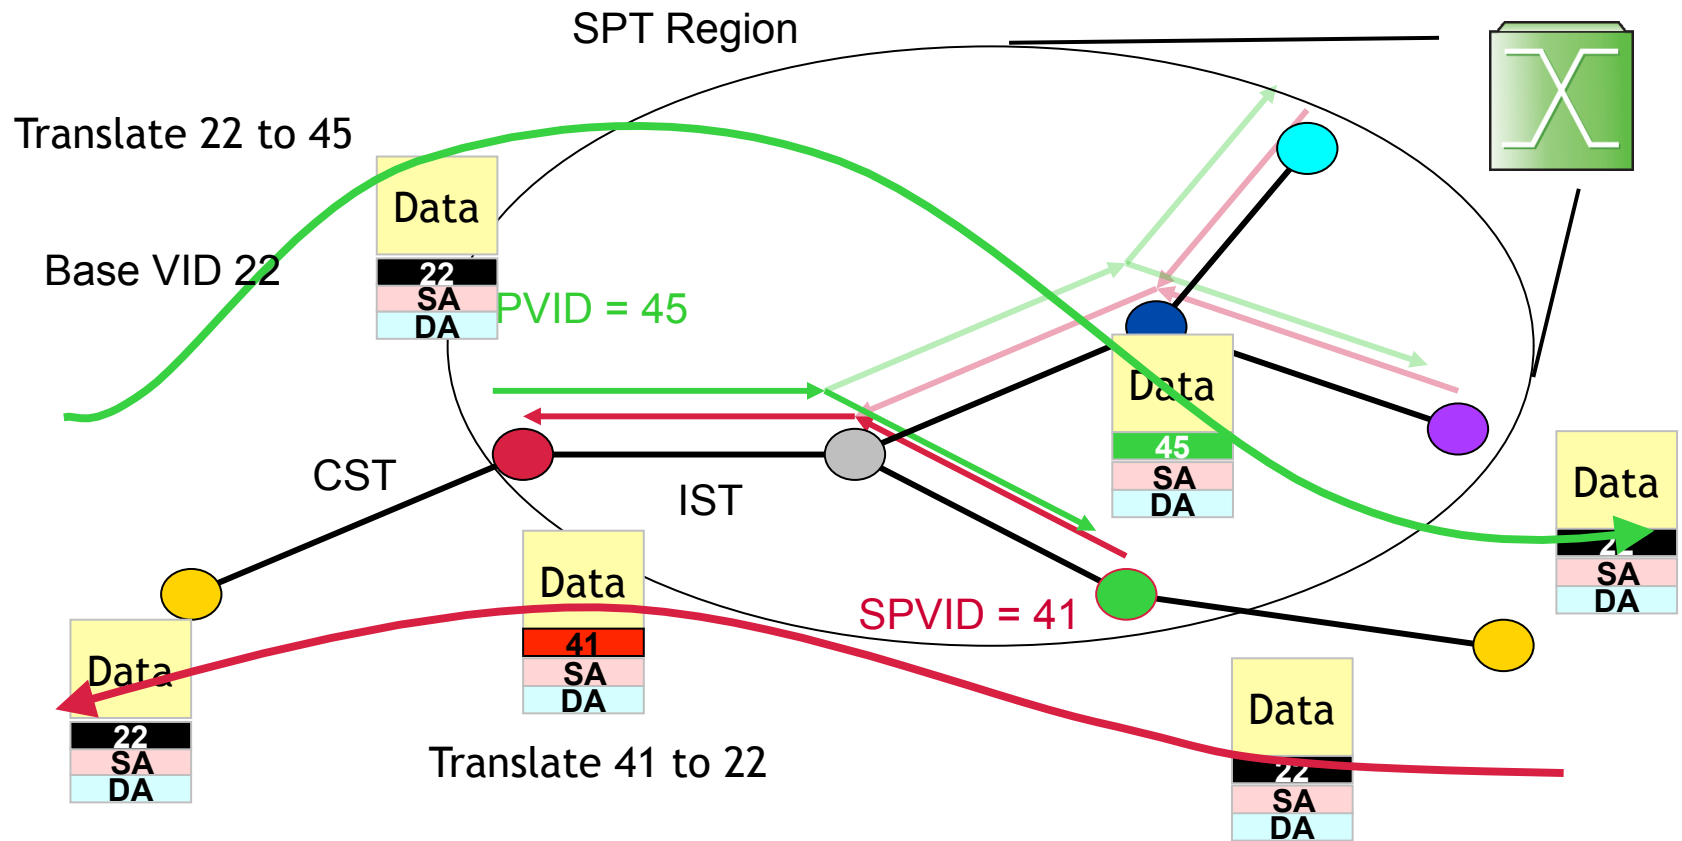 SPT Region
Translate 22 to 45
Data
Base VID 22
22
SA
DA
PVID = 45
Data
45
SA
DA
CST
IST
Data
22
SA
DA
Data
41
SA
DA
SPVID = 41
Data
22
SA
DA
Data
22
SA
DA
Translate 41 to 22